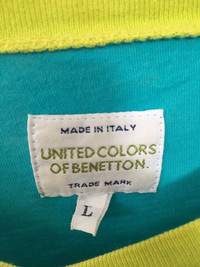 MADE IN ITALY
UNITED COLORS
OF BENETTON.
TRADE MARK
L